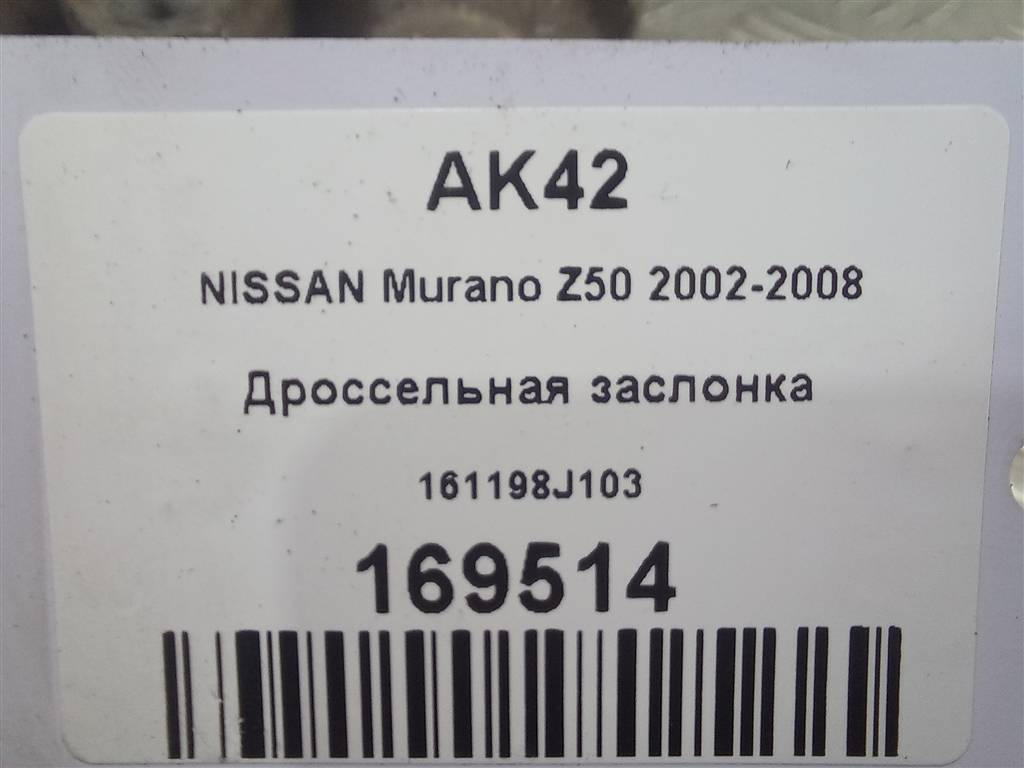 AK42
NISSAN Murano Z50 2002-2008
Дроссельная заслонка
161198J103
169514